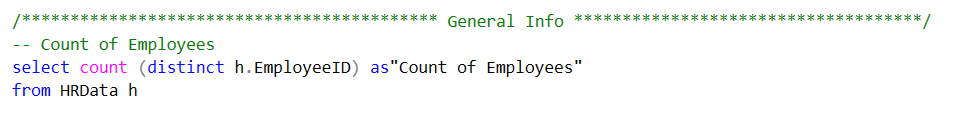 /******************************************* General Info ************************************/
-- Count of Employees
select count (distinct h.EmployeeID) as"Count of Employees"
from HRData h